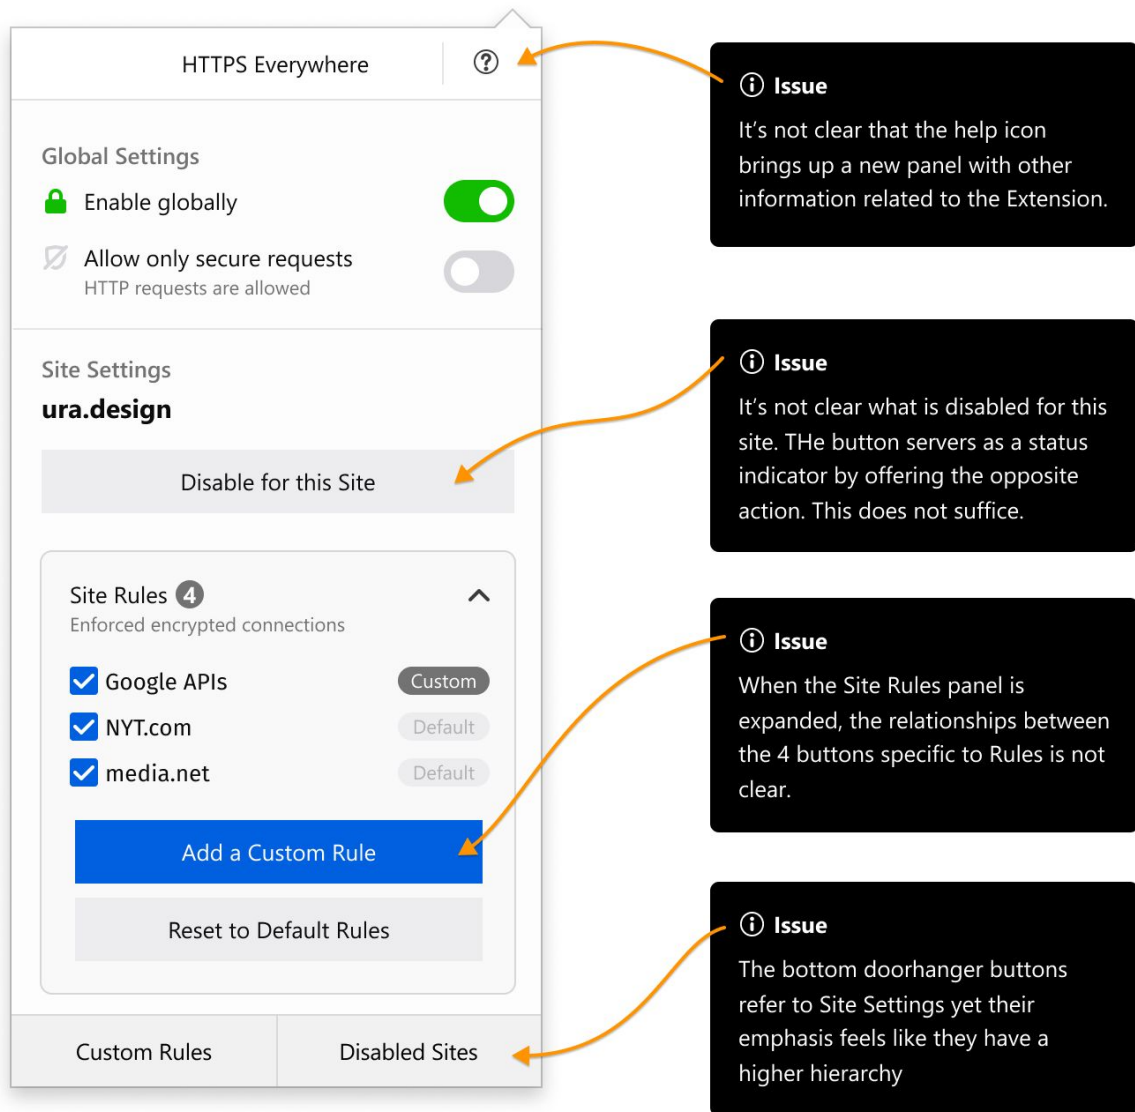 HTTPS Everywhere
Global Settings
Enable globally
Allow only secure requests
HTTP requests are allowed
Site Settings
ura.design
Disable for this Site
Site Rules 4
Enforced encrypted connections
Google APIs Custom
NYT.com Default
media.net Default
Add a Custom Rule
Reset to Default Rules
Custom Rules Disabled Sites
Issue
It’s not clear that the help icon
brings up a new panel with other
information related to the Extension.
Issue
It’s not clear what is disabled for this
site. THe button servers as a status
indicator by offering the opposite
action. This does not suffice.
Issue
When the Site Rules panel is
expanded, the relationships between
the 4 buttons specific to Rules is not
clear.
Issue
The bottom doorhanger buttons
refer to Site Settings yet their
emphasis feels like they have a
higher hierarchy